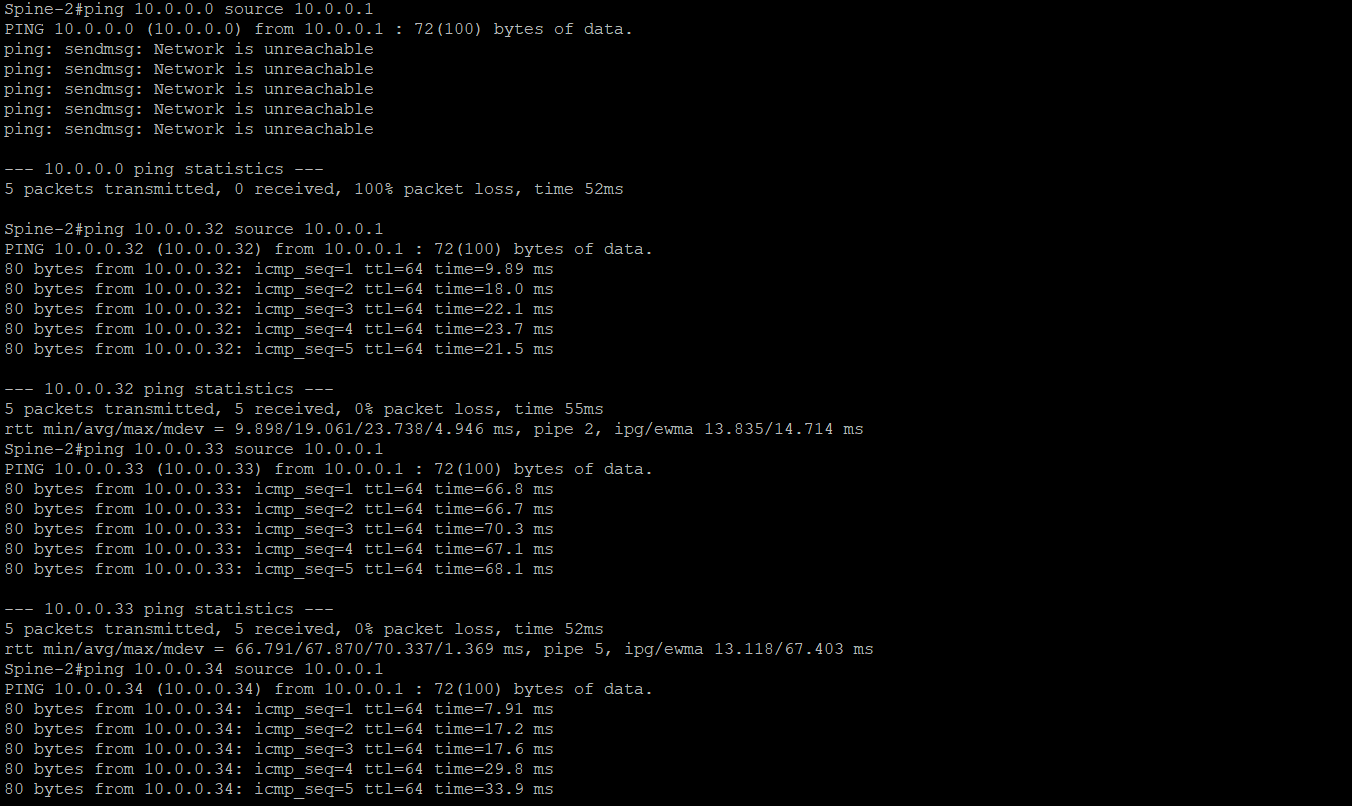 Spine-2#ping 10.0.0.0 source 10.0.0.1
PING 10.0.0.0 (10.0.0.0) from 10.0.0.1 : 72(100) bytes of data.
ping: sendmsg: Network is unreachable
ping: sendmsg: Network is unreachable
ping: sendmsg: Network is unreachable
ping: sendmsg: Network is unreachable
ping: sendmsg: Network is unreachable
--- 10.0.0.0 ping statistics ---
5 packets transmitted, 0 received, 100% packet loss, time 52ms
Spine-2#ping 10.0.0.32 source 10.0.0.1
PING 10.0.0.32 (10.0.0.32) from 10.0.0.1 : 72(100) bytes of data.
80 bytes from 10.0.0.32: icmp_seq=1 ttl=64 time=9.89 ms
80 bytes from 10.0.0.32: icmp_seq=2 ttl=64 time=18.0 ms
80 bytes from 10.0.0.32: icmp_seq=3 ttl=64 time=22.1 ms
80 bytes from 10.0.0.32: icmp_seq=4 ttl=64 time=23.7 ms
80 bytes from 10.0.0.32: icmp_seq=5 ttl=64 time=21.5 ms
--- 10.0.0.32 ping statistics ---
5 packets transmitted, 5 received, 0% packet loss, time 55ms
rtt min/avg/max/mdev = 9.898/19.061/23.738/4.946 ms, pipe 2, ipg/ewma 13.835/14.714 ms
Spine-2#ping 10.0.0.33 source 10.0.0.1
PING 10.0.0.33 (10.0.0.33) from 10.0.0.1 : 72(100) bytes of data.
80 bytes from 10.0.0.33: icmp_seq=1 ttl=64 time=66.8 ms
80 bytes from 10.0.0.33: icmp_seq=2 ttl=64 time=66.7 ms
80 bytes from 10.0.0.33: icmp_seq=3 ttl=64 time=70.3 ms
80 bytes from 10.0.0.33: icmp_seq=4 ttl=64 time=67.1 ms
80 bytes from 10.0.0.33: icmp_seq=5 ttl=64 time=68.1 ms
--- 10.0.0.33 ping statistics ---
5 packets transmitted, 5 received, 0% packet loss, time 52ms
rtt min/avg/max/mdev = 66.791/67.870/70.337/1.369 ms, pipe 5, ipg/ewma 13.118/67.403 ms
Spine-2#ping 10.0.0.34 source 10.0.0.1
PING 10.0.0.34 (10.0.0.34) from 10.0.0.1 : 72(100) bytes of data.
80 bytes from 10.0.0.34: icmp_seq=1 ttl=64 time=7.91 ms
80 bytes from 10.0.0.34: icmp_seq=2 ttl=64 time=17.2 ms
80 bytes from 10.0.0.34: icmp_seq=3 ttl=64 time=17.6 ms
80 bytes from 10.0.0.34: icmp_seq=4 ttl=64 time=29.8 ms
80 bytes from 10.0.0.34: icmp_seq=5 ttl=64 time=33.9 ms